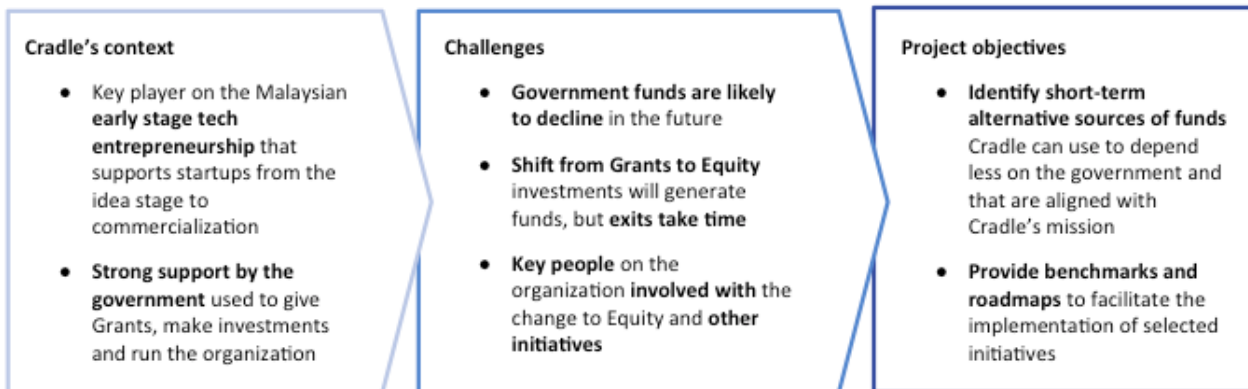 Cradle's context
● Key player on the Malaysian
early stage tech
entrepreneurship that
supports startups from the
idea stage to
commercialization
● Strong support by the
government used to give
Grants, make investments
and run the organization
Challenges
● Government funds are likely
to decline in the future
● Shift from Grants to Equity
investments will generate
funds, but exits take time
● Key people on the
organization involved with the
change to Equity and other
initiatives
Project objectives
● Identify short-term
alternative sources of funds
Cradle can use to depend
less on the government and
that are aligned with
Cradle's mission
● Provide benchmarks and
roadmaps to facilitate the
implementation of selected
initiatives